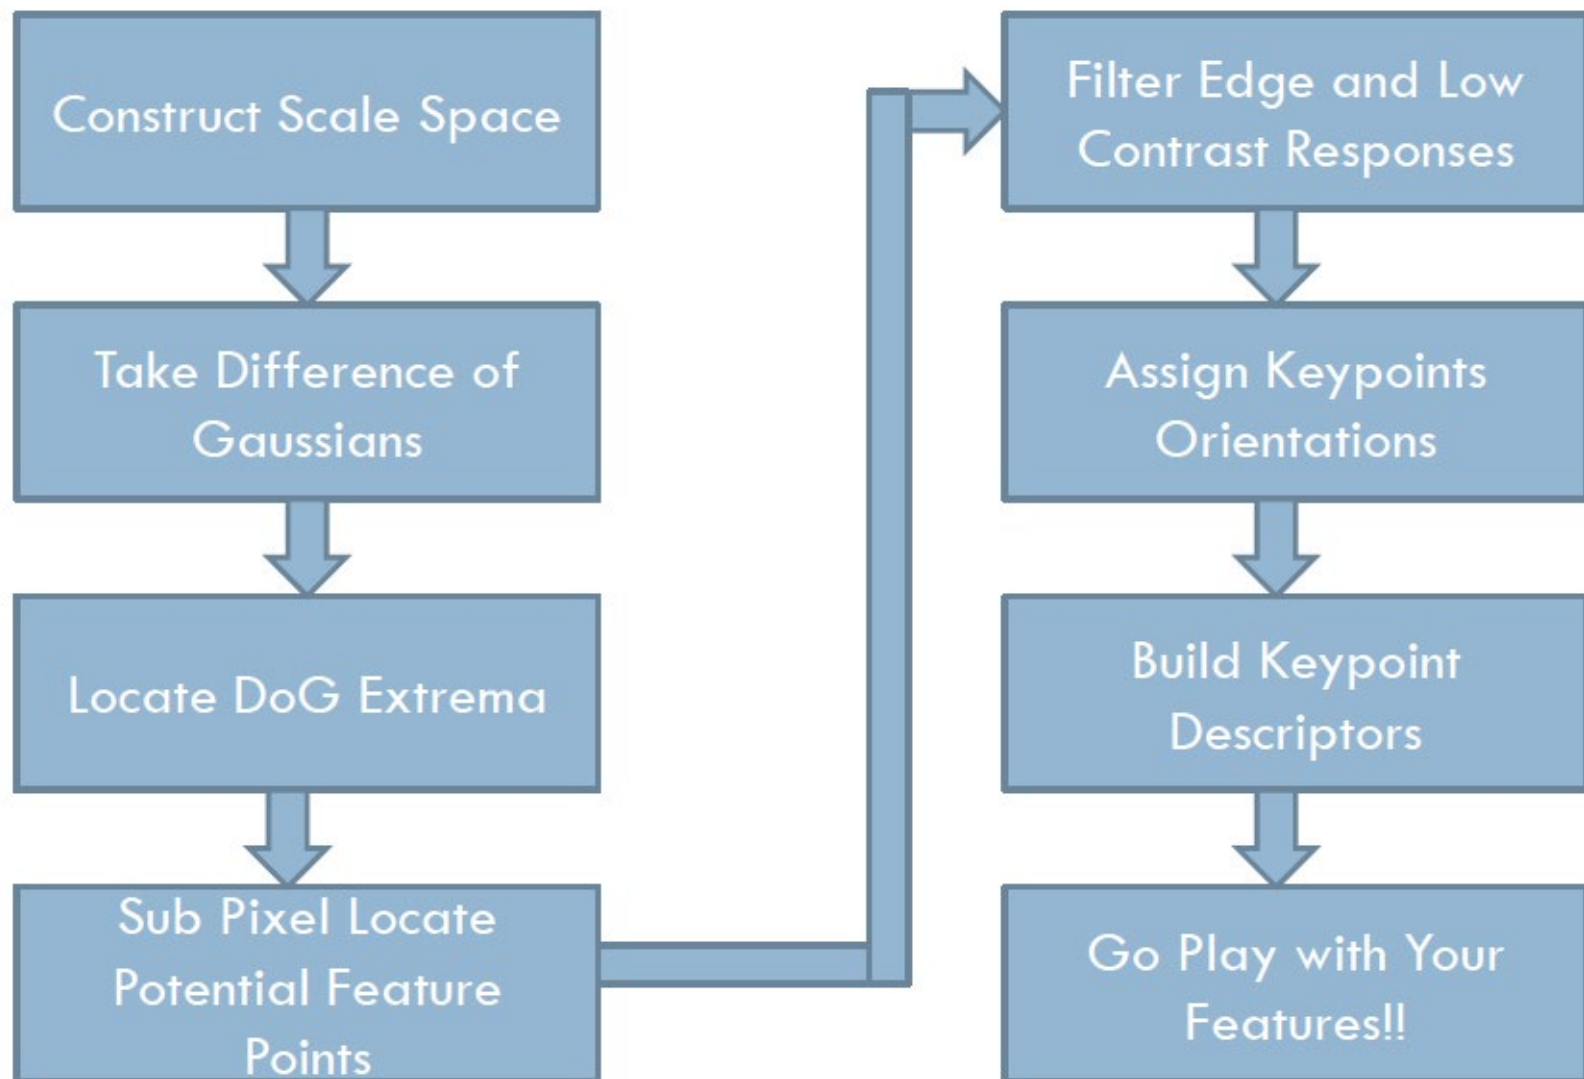 Construct Scale Space
Take Difference of
Gaussians
Locate DoG Extrema
Sub Pixel Locate
Potential Feature
Points
Filter Edge and Low
Contrast Responses
Assign Keypoints
Orientations
Build Keypoint
Descriptors
Go Play with Your
Features!!